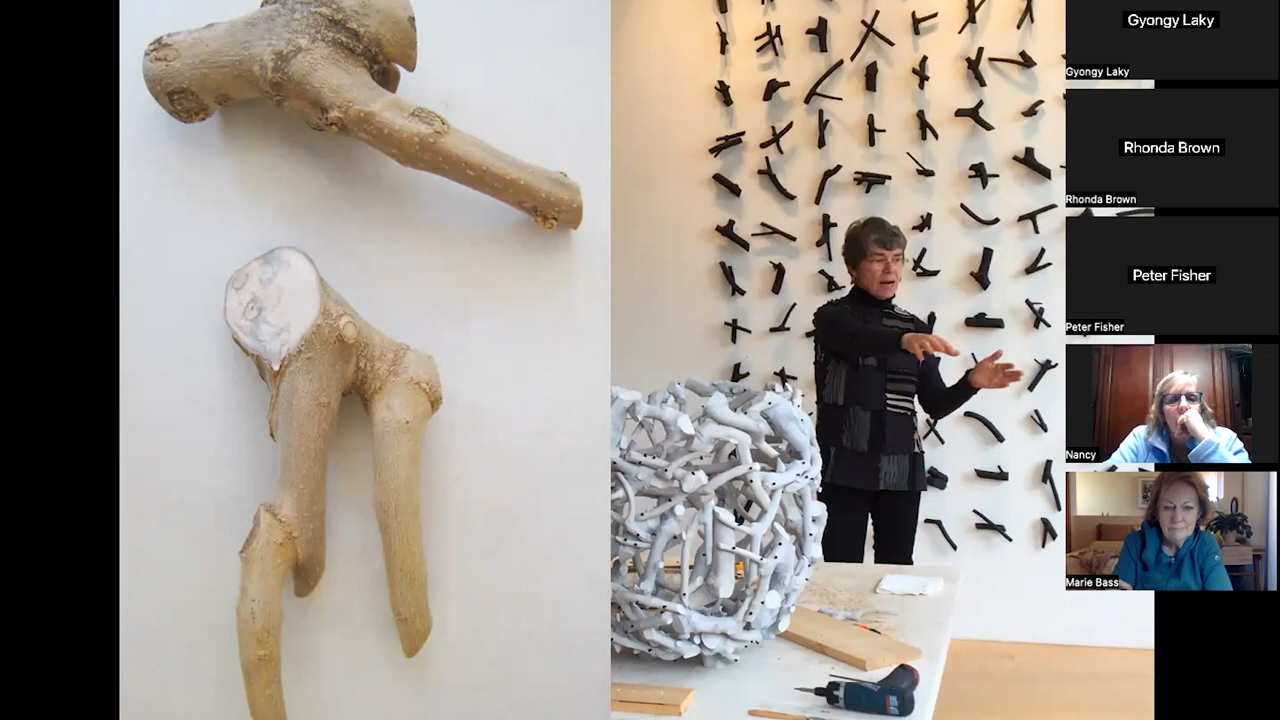 Gyongy Laky
Gyongy Laky
Rhonda Brown
Rhonda Brown
Peter Fisher
Peter Fisher
Nancy
Marie Bass